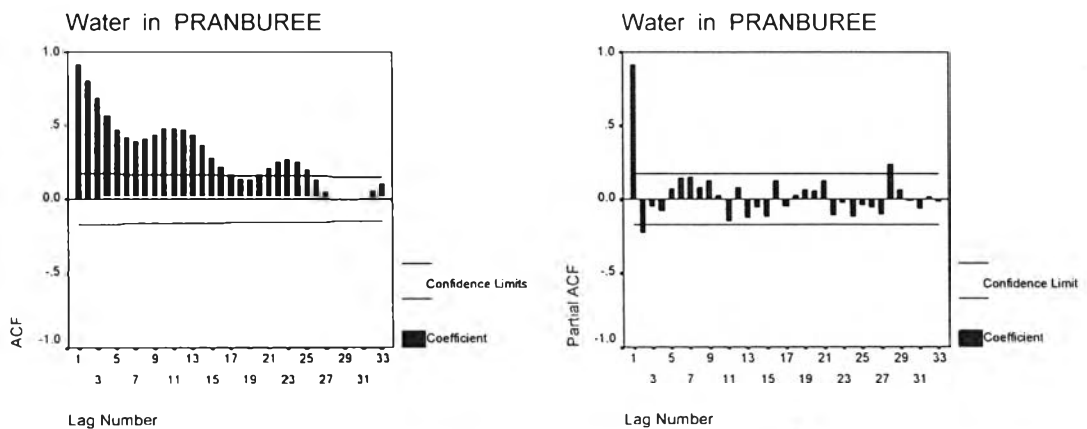 Water in PRANBUREE
1.0
.5
0.0
-.5
-1.0
ACF
1 5 9 13 17 21 25 29 33
3 7 11 15 19 23 27 31
Lag Number
Confidence Limits
Coefficient
Water in PRANBUREE
1.0
.5
0.0
-.5
-1.0
Partial ACF
1 5 9 13 17 21 25 29 33
3 7 11 15 19 23 27 31
Lag Number
Confidence Limit
Coefficient